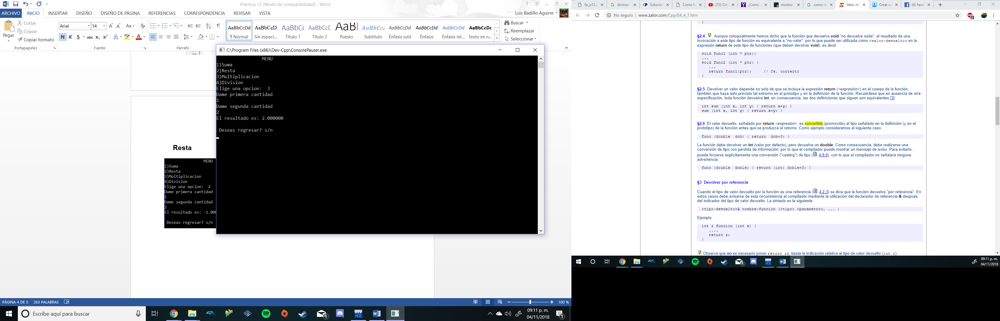 Práctica 12 [Modo de compatibilidad] - Word
ARCHIVO INICIO INSERTAR DISEÑO DISEÑO DE PÁGINA REFERENCIAS CORRESPONDENCIA REVISAR VISTA
Luis Badillo Aguirre
Pegar
Cortar
Copiar
Copiar formato
Portapapeles
Arial 14
Fuente
Párrafo
AaBbCcDd AaBbCcD AaBbCc AaBbCcC AaBl AaBbCcl AaBbCcDd AaBbCcDd AaBbCcDd AaBbCcDc
¶ Normal Sin espaci... Título 1 Título 2 Puesto Subtítulo Énfasis sutil Énfasis Énfasis int... Texto en n...
Buscar
Reemplazar
Seleccionar
Resta
MENU
1)Suma
2)Resta
3)Multiplicacion
4)Division
Elige una opcion: 2
Dame primera cantidad
1
Dame segunda cantidad
2
El resultado es: -1.000
Deseas regresar? s/n
C:\Program Files (x86)\Dev-Cpp\ConsolePauser.exe
MENU
1)Suma
2)Resta
3)Multiplicacion
4)Division
Elige una opcion: 3
Dame primera cantidad
1
Dame segunda cantidad
2
El resultado es: 2.000000
Deseas regresar? s/n
PÁGINA 4 DE 5 263 PALABRAS 100 %
Escribe aquí para buscar
09:11 p. m.
04/11/2018
fp_p12.p division Solución Como ha (72) Cón ¿Como c mostrar como re Valor de Crear un (4) Facel
No seguro | www.zator.com/Cpp/E4_4_7.htm
}
§2.4 Aunque coloquialmente hemos dicho que la función que devuelve void "no devuelve nada", el resultado de una
invocación a este tipo de función es equivalente a "no-valor", por lo que puede ser utilizada como <valor-devuelto> en la
expresión return de este tipo de funciones (que deban devolver void), es decir:
void func1 (int * ptr);
...
void func2 (int * ptr) {
...
return func1(ptr); // Ok. correcto
}
§2.5 Devolver un valor depende no solo de que se incluya la expresión return (<expresión>) en el cuerpo de la función;
también que haya sido previsto tal extremo en el prototipo y en la definición de la función. Recuérdese que en ausencia de otra
especificación, toda función devuelve int, en consecuencia, las dos definiciones que siguen son equivalentes [3]:
int sum (int x, int y) { return x+y; }
sum (int x, int y) { return x+y; }
§2.6 El valor devuelto, señalado por return <expresión>, es convertido (promovido) al tipo señalado en la definición (y en el
prototipo) de la función antes que se produzca el retorno. Como ejemplo consideremos el siguiente caso:
func (double dob) { return dob+3; }
La función debe devolver un int (valor por defecto), pero devuelve un double. Como consecuencia, debe realizarse una
conversión de tipo con pérdida de información, por lo que el compilador puede mostrar un mensaje de aviso. Para evitarlo,
puede forzarse explícitamente una conversión ("casting") de tipo ( 4.9.9), con lo que el compilador no señalará ninguna
advertencia.
func (double doble) { return (int) doble+3; }
§3 Devolver por referencia
Cuando el tipo de valor devuelto por la función es una referencia ( 4.2.3) se dice que la función devuelve "por referencia". En
estos casos debe avisarse de esta circunstancia al compilador mediante la utilización del declarador de referencia & después
del indicador del tipo de valor devuelto. La sintaxis es la siguiente:
<tipo-devuelto>& nombre-funcion (<tipo> <parametro>, ... )
Ejemplo:
int & funcion (int x) {
....
return z;
}
Observe que no es necesario poner return &z; basta la indicación relativa al tipo de valor devuelto (int &).
09:11 p. m.
04/11/2018